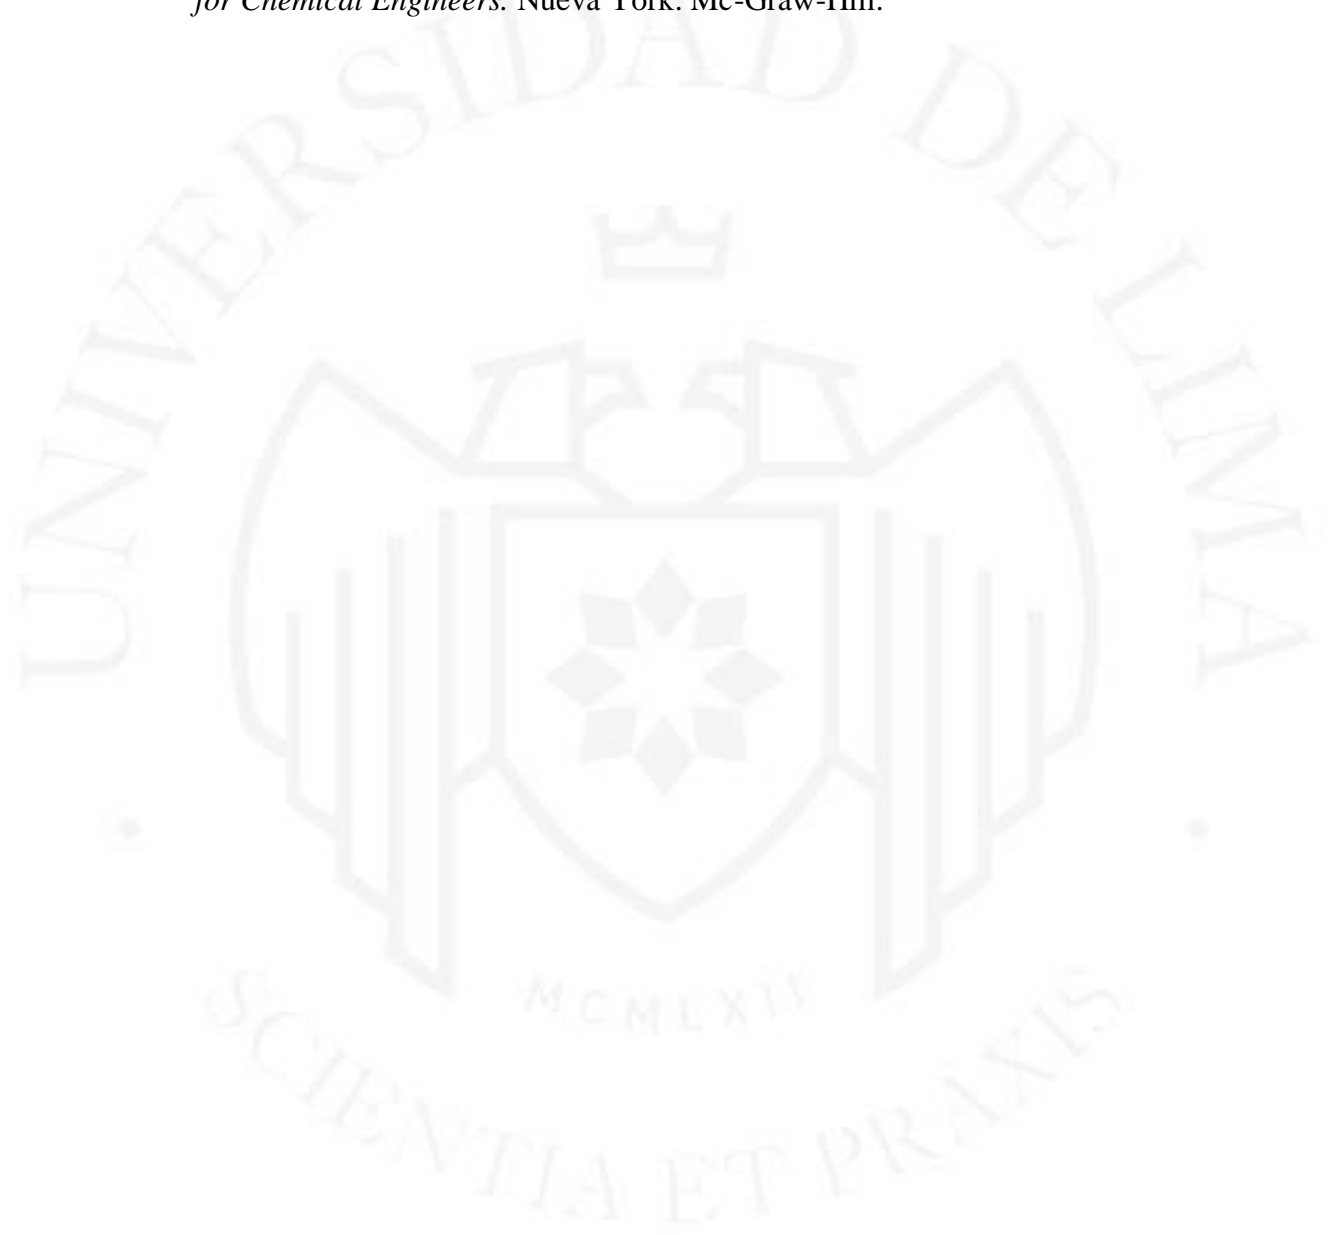 for Chemical Engineers. Nueva York: Mc-Graw-Hill.
UNIVERSIDAD DE LIMA
MCMLXII
SCIENTIA ET PRAXIS